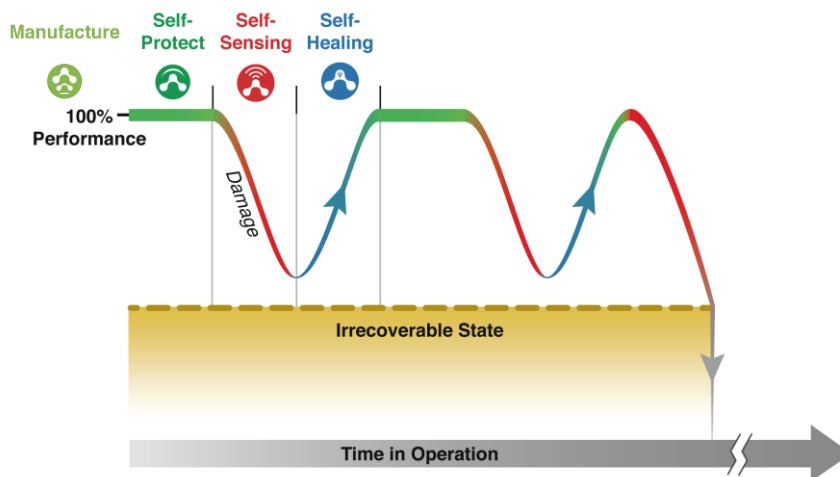 Manufacture
Self-
Protect
Self-
Sensing
Self-
Healing
100%
Performance
Damage
Irrecoverable State
Time in Operation